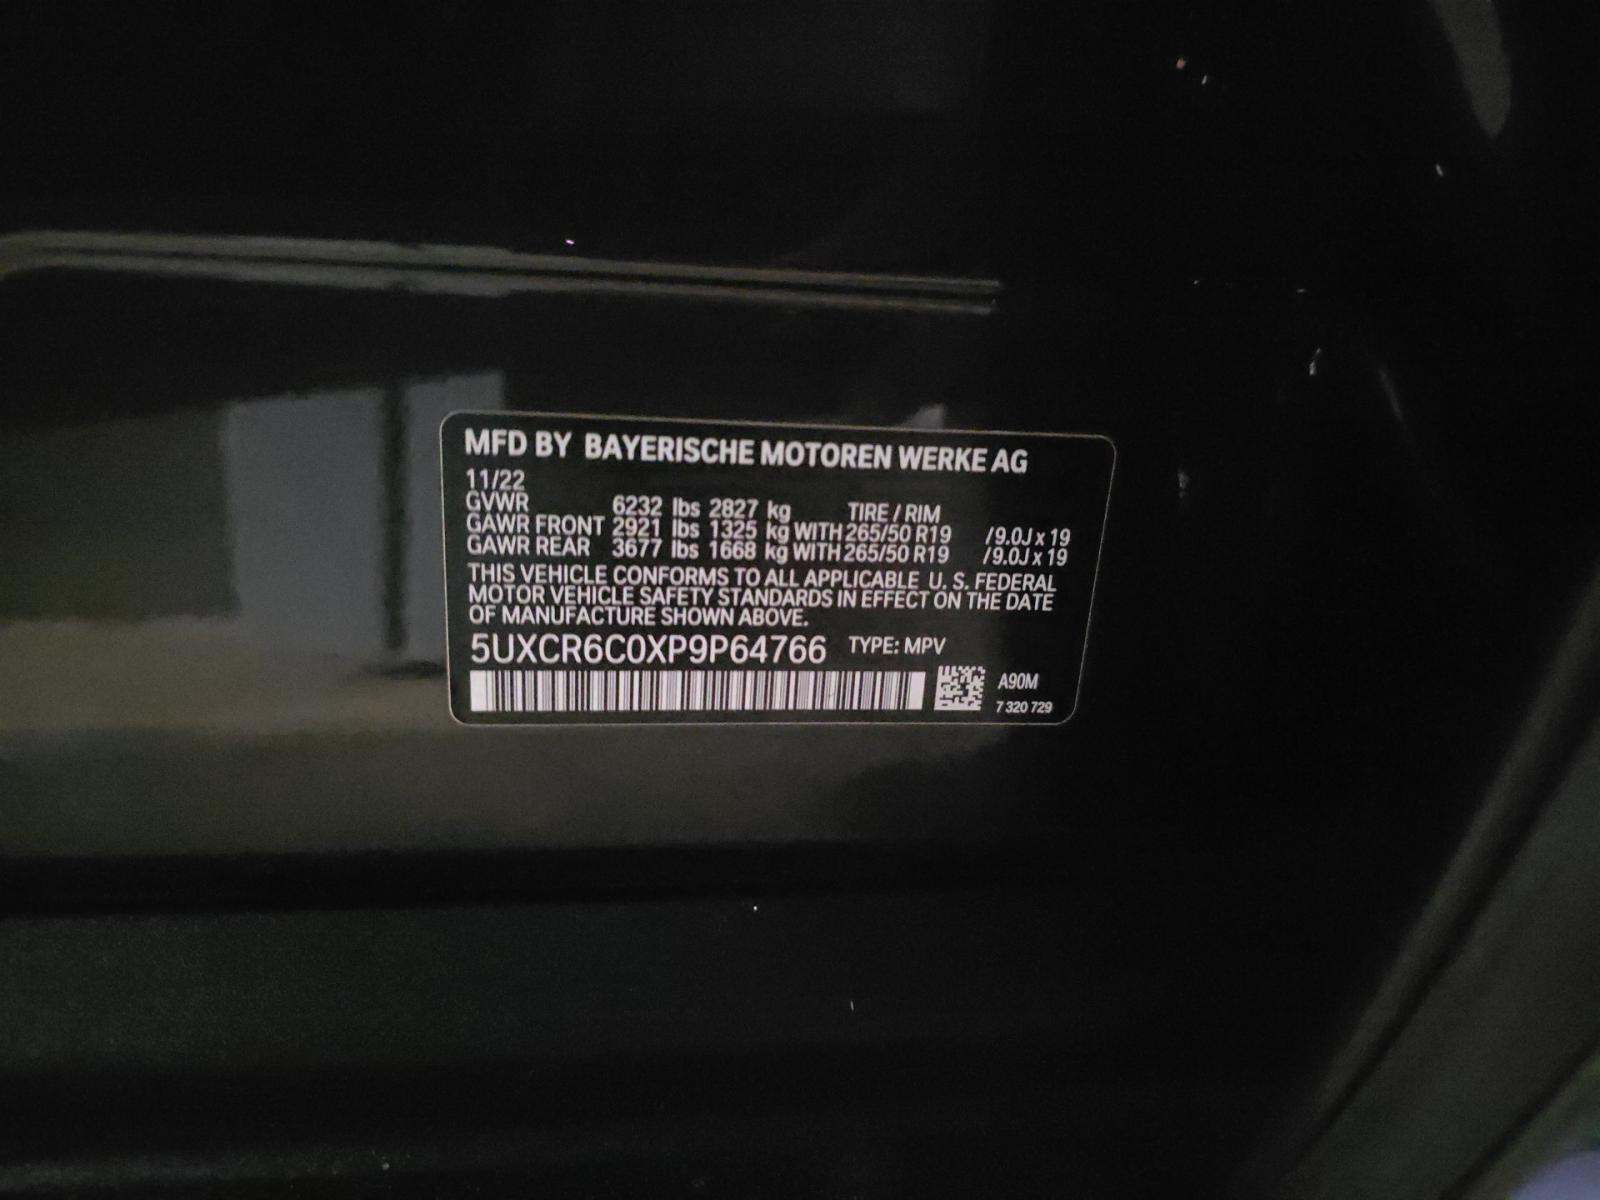 MFD BY BAYERISCHE MOTOREN WERKE AG
11/22
GVWR 6232 lbs 2827 kg TIRE / RIM
GAWR FRONT 2921 lbs 1325 kg WITH 265/50 R19 /9.0J x 19
GAWR REAR 3677 lbs 1668 kg WITH 265/50 R19 /9.0J x 19
THIS VEHICLE CONFORMS TO ALL APPLICABLE U. S. FEDERAL
MOTOR VEHICLE SAFETY STANDARDS IN EFFECT ON THE DATE
OF MANUFACTURE SHOWN ABOVE.
5UXCR6C0XP9P64766 TYPE: MPV
A90M
7 320 729